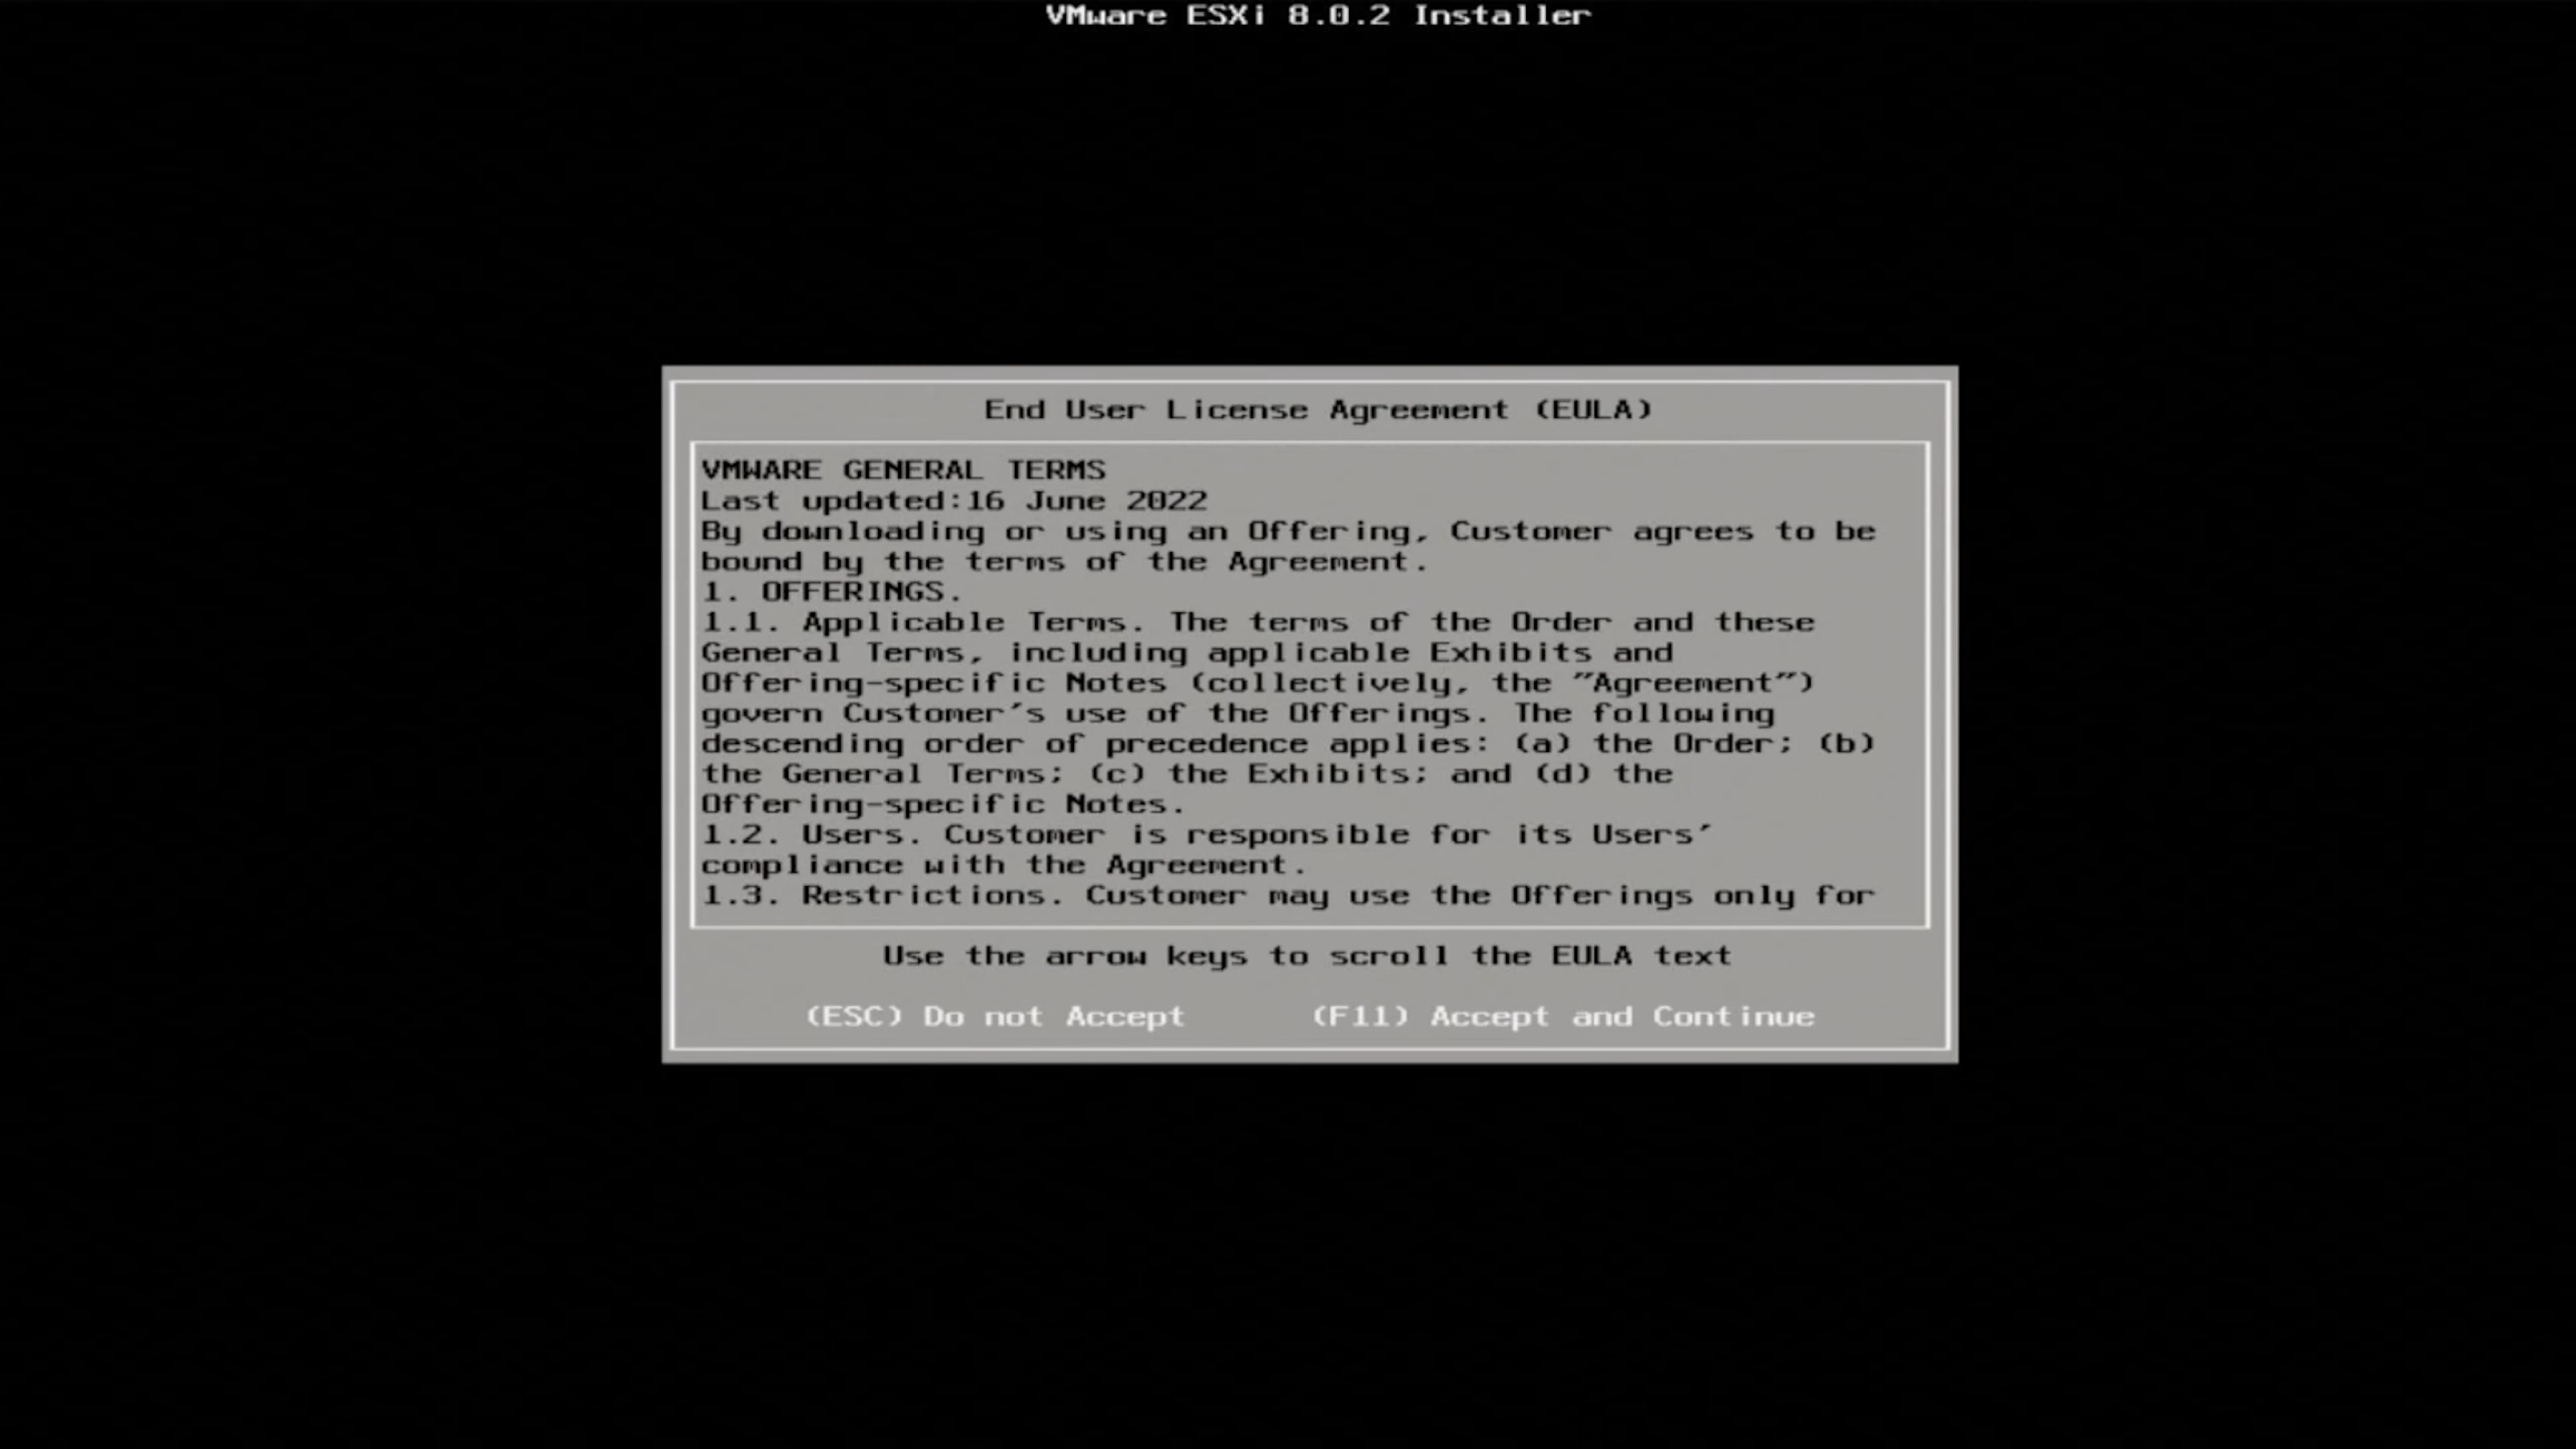 VMware ESXi 8.0.2 Installer
End User License Agreement (EULA)
VMWARE GENERAL TERMS
Last updated:16 June 2022
By downloading or using an Offering, Customer agrees to be
bound by the terms of the Agreement.
1. OFFERINGS.
1.1. Applicable Terms. The terms of the Order and these
General Terms, including applicable Exhibits and
Offering-specific Notes (collectively, the "Agreement")
govern Customer's use of the Offerings. The following
descending order of precedence applies: (a) the Order; (b)
the General Terms; (c) the Exhibits; and (d) the
Offering-specific Notes.
1.2. Users. Customer is responsible for its Users'
compliance with the Agreement.
1.3. Restrictions. Customer may use the Offerings only for
Use the arrow keys to scroll the EULA text
(ESC) Do not Accept (F11) Accept and Continue